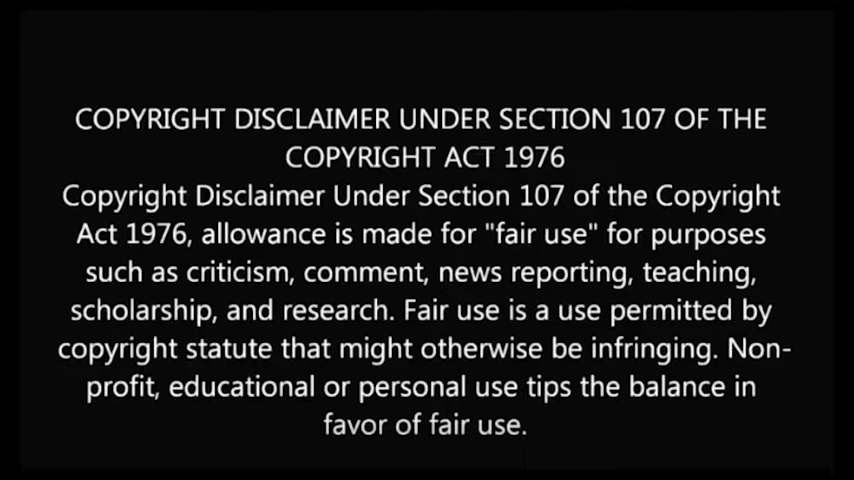 COPYRIGHT DISCLAIMER UNDER SECTION 107 OF THE
COPYRIGHT ACT 1976
Copyright Disclaimer Under Section 107 of the Copyright
Act 1976, allowance is made for "fair use" for purposes
such as criticism, comment, news reporting, teaching,
scholarship, and research. Fair use is a use permitted by
copyright statute that might otherwise be infringing. Non-
profit, educational or personal use tips the balance in
favor of fair use.